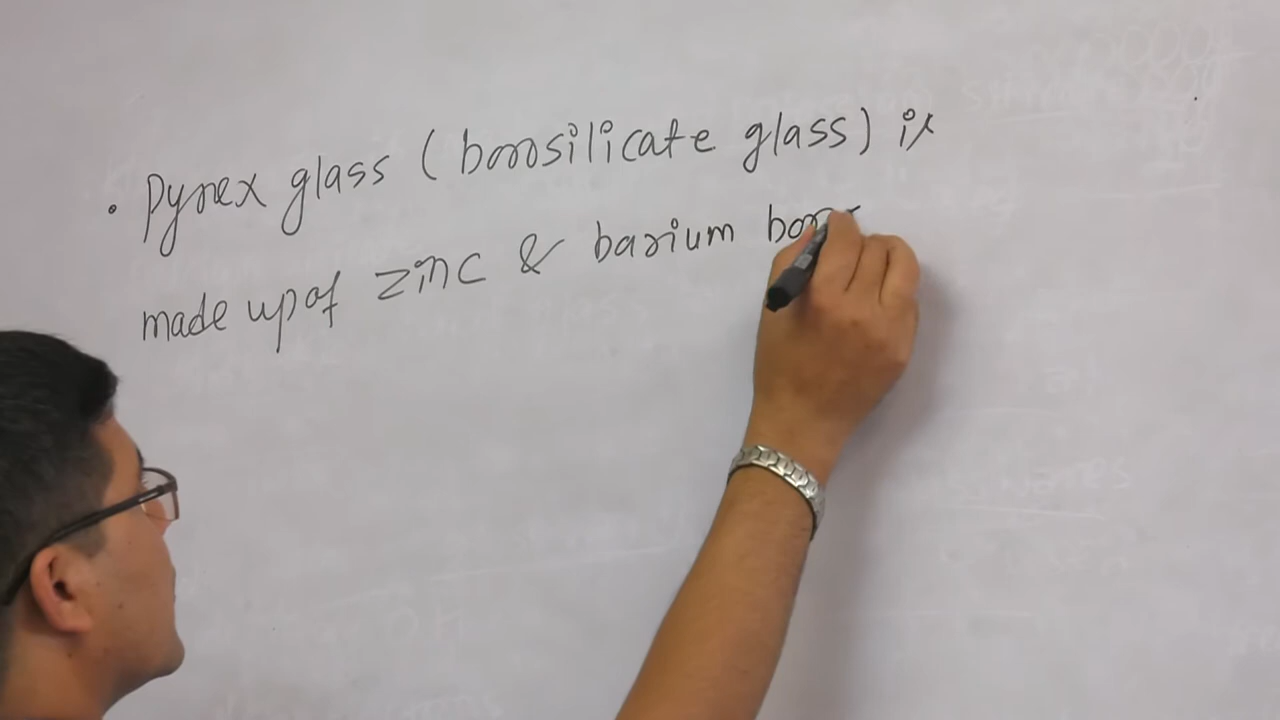 • Pyrex glass (borosilicate glass) is
made up of zinc & barium